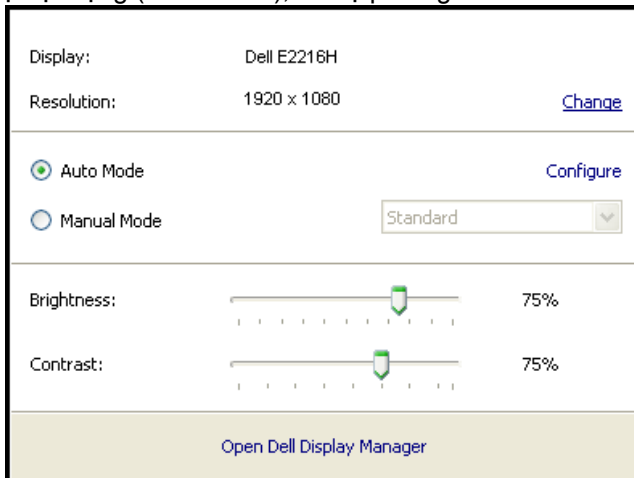 Display: Dell E2216H
Resolution: 1920 x 1080 Change
Auto Mode Configure
Manual Mode Standard
Brightness: 75%
Contrast: 75%
Open Dell Display Manager